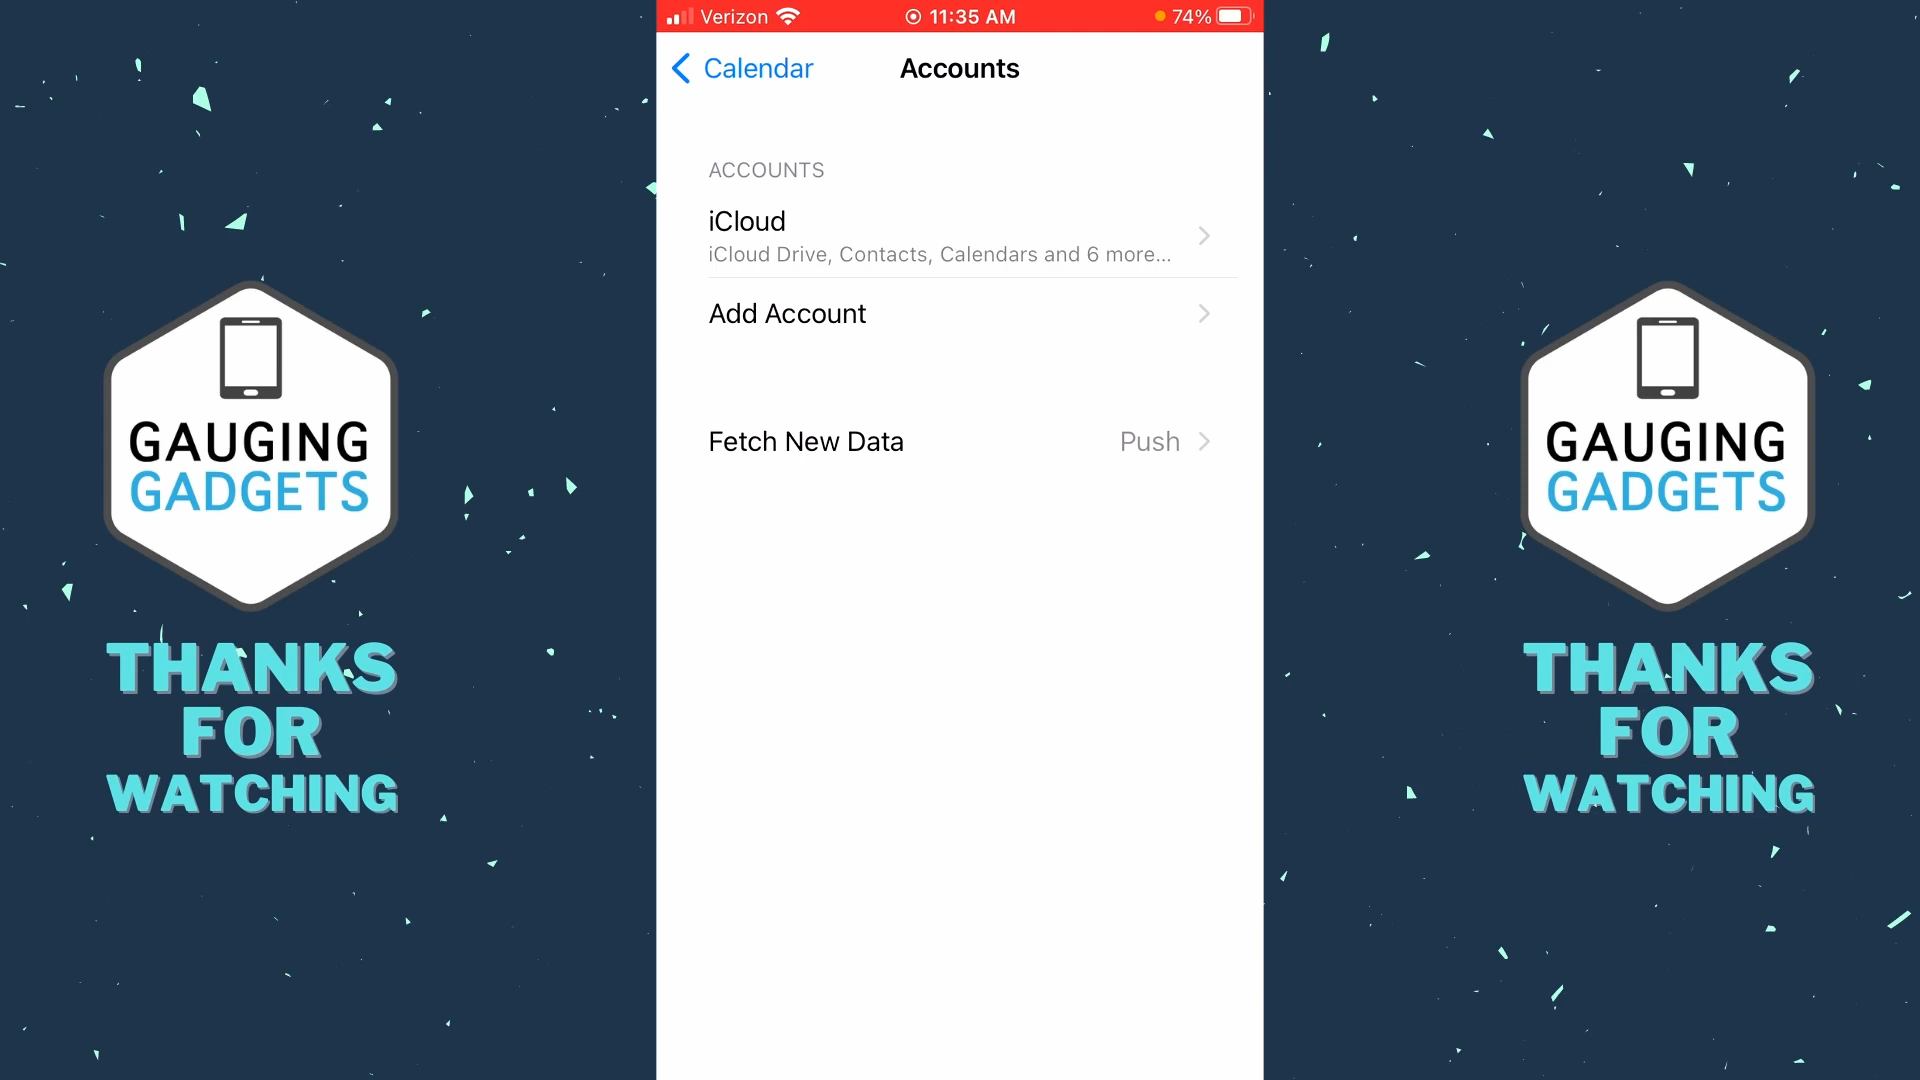 Verizon 11:35 AM 74%
Calendar Accounts
ACCOUNTS
iCloud
iCloud Drive, Contacts, Calendars and 6 more...
Add Account
Fetch New Data Push
GAUGING
GADGETS
THANKS
FOR
WATCHING
GAUGING
GADGETS
THANKS
FOR
WATCHING